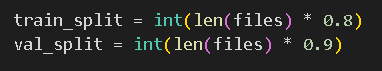 train_split = int(len(files) * 0.8)
val_split = int(len(files) * 0.9)